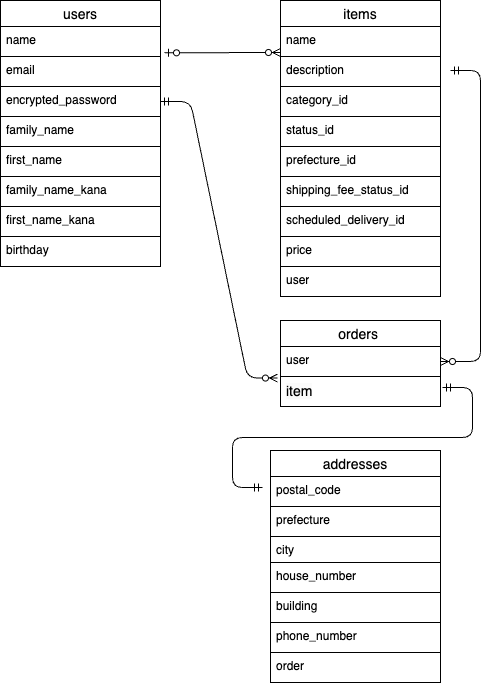 users
name
email
encrypted_password
family_name
first_name
family_name_kana
first_name_kana
birthday
items
name
description
category_id
status_id
prefecture_id
shipping_fee_status_id
scheduled_delivery_id
price
user
orders
user
item
addresses
postal_code
prefecture
city
house_number
building
phone_number
order